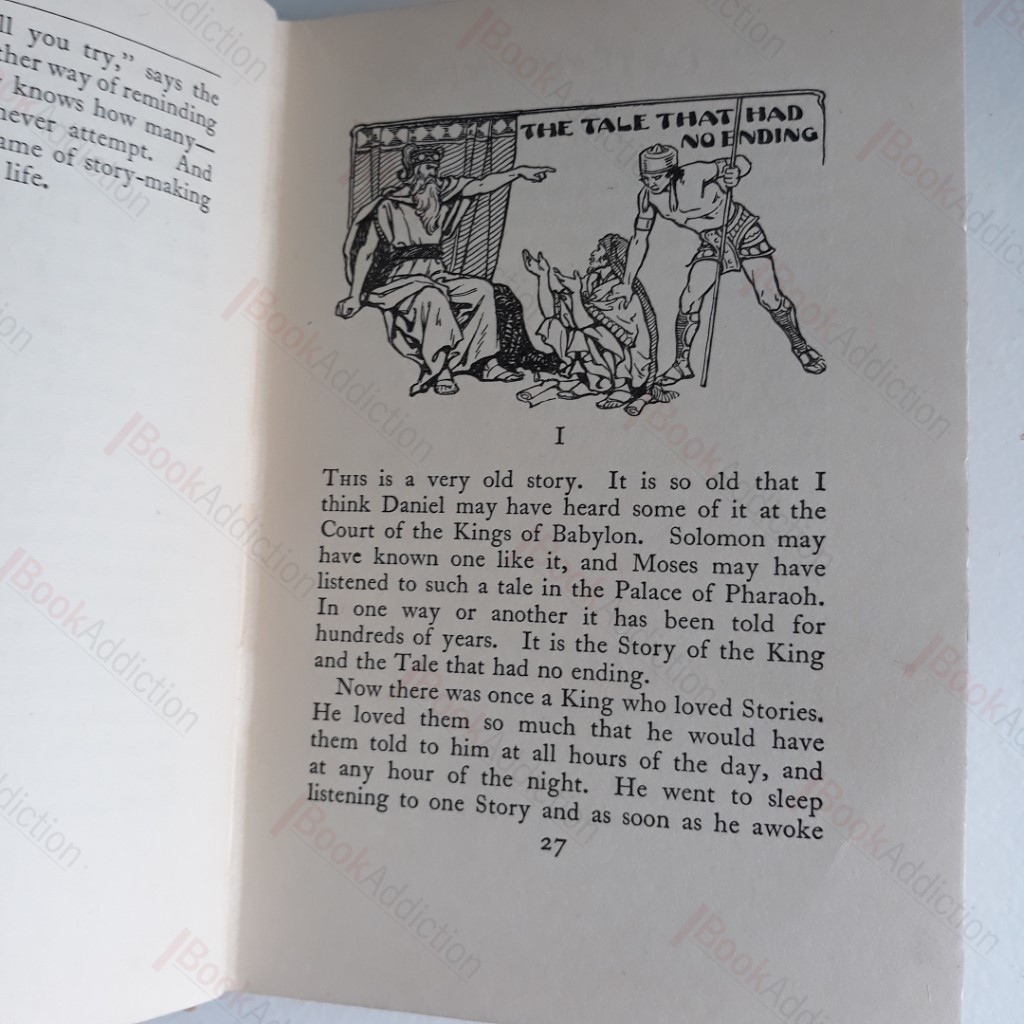 ll you try,” says the
ther way of reminding
knows how many—
never attempt. And
ame of story-making
life.
THE TALE THAT HAD
NO ENDING
I
THIS is a very old story. It is so old that I
think Daniel may have heard some of it at the
Court of the Kings of Babylon. Solomon may
have known one like it, and Moses may have
listened to such a tale in the Palace of Pharaoh.
In one way or another it has been told for
hundreds of years. It is the Story of the King
and the Tale that had no ending.
Now there was once a King who loved Stories.
He loved them so much that he would have
them told to him at all hours of the day, and
at any hour of the night. He went to sleep
listening to one Story and as soon as he awoke
27
BookAddiction